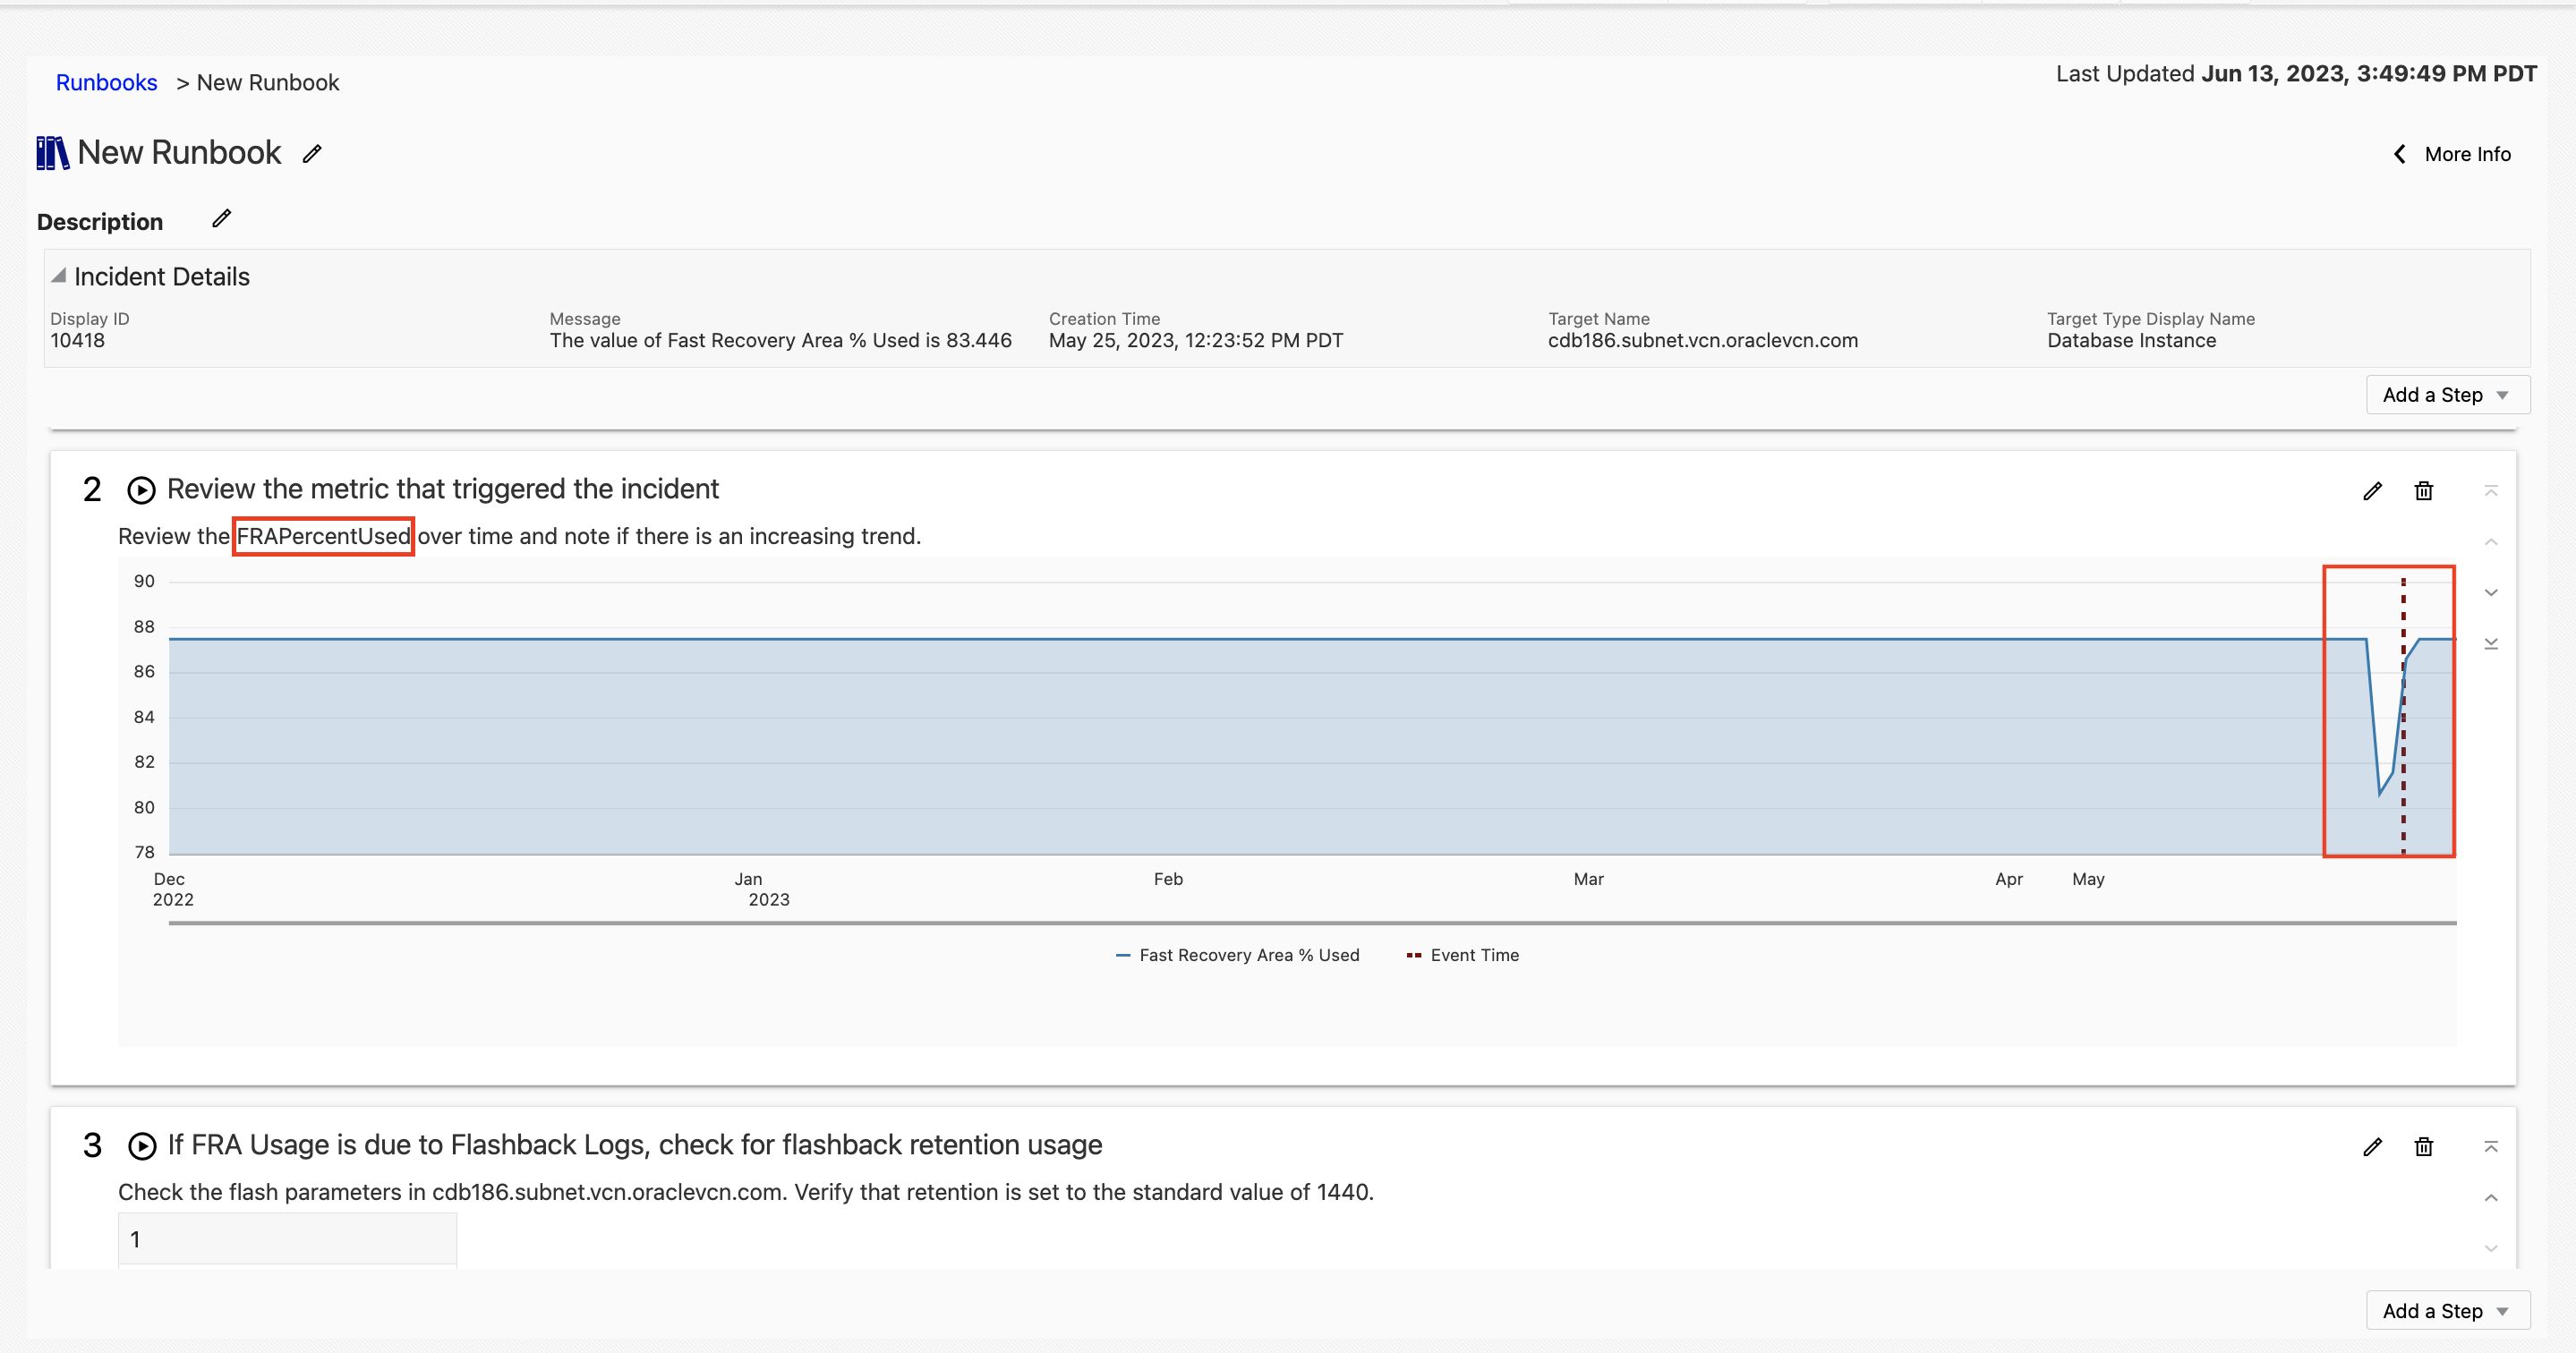 Runbooks > New Runbook
Last Updated Jun 13, 2023, 3:49:49 PM PDT
New Runbook
More Info
Description
Incident Details
Display ID Message Creation Time Target Name Target Type Display Name
10418 The value of Fast Recovery Area % Used is 83.446 May 25, 2023, 12:23:52 PM PDT cdb186.subnet.vcn.oraclevcn.com Database Instance
Add a Step
2 Review the metric that triggered the incident
Review the FRAPercentUsed over time and note if there is an increasing trend.
90
88
86
84
82
80
78
Dec Jan Feb Mar Apr May
2022 2023
Fast Recovery Area % Used Event Time
3 If FRA Usage is due to Flashback Logs, check for flashback retention usage
Check the flash parameters in cdb186.subnet.vcn.oraclevcn.com. Verify that retention is set to the standard value of 1440.
1
Add a Step